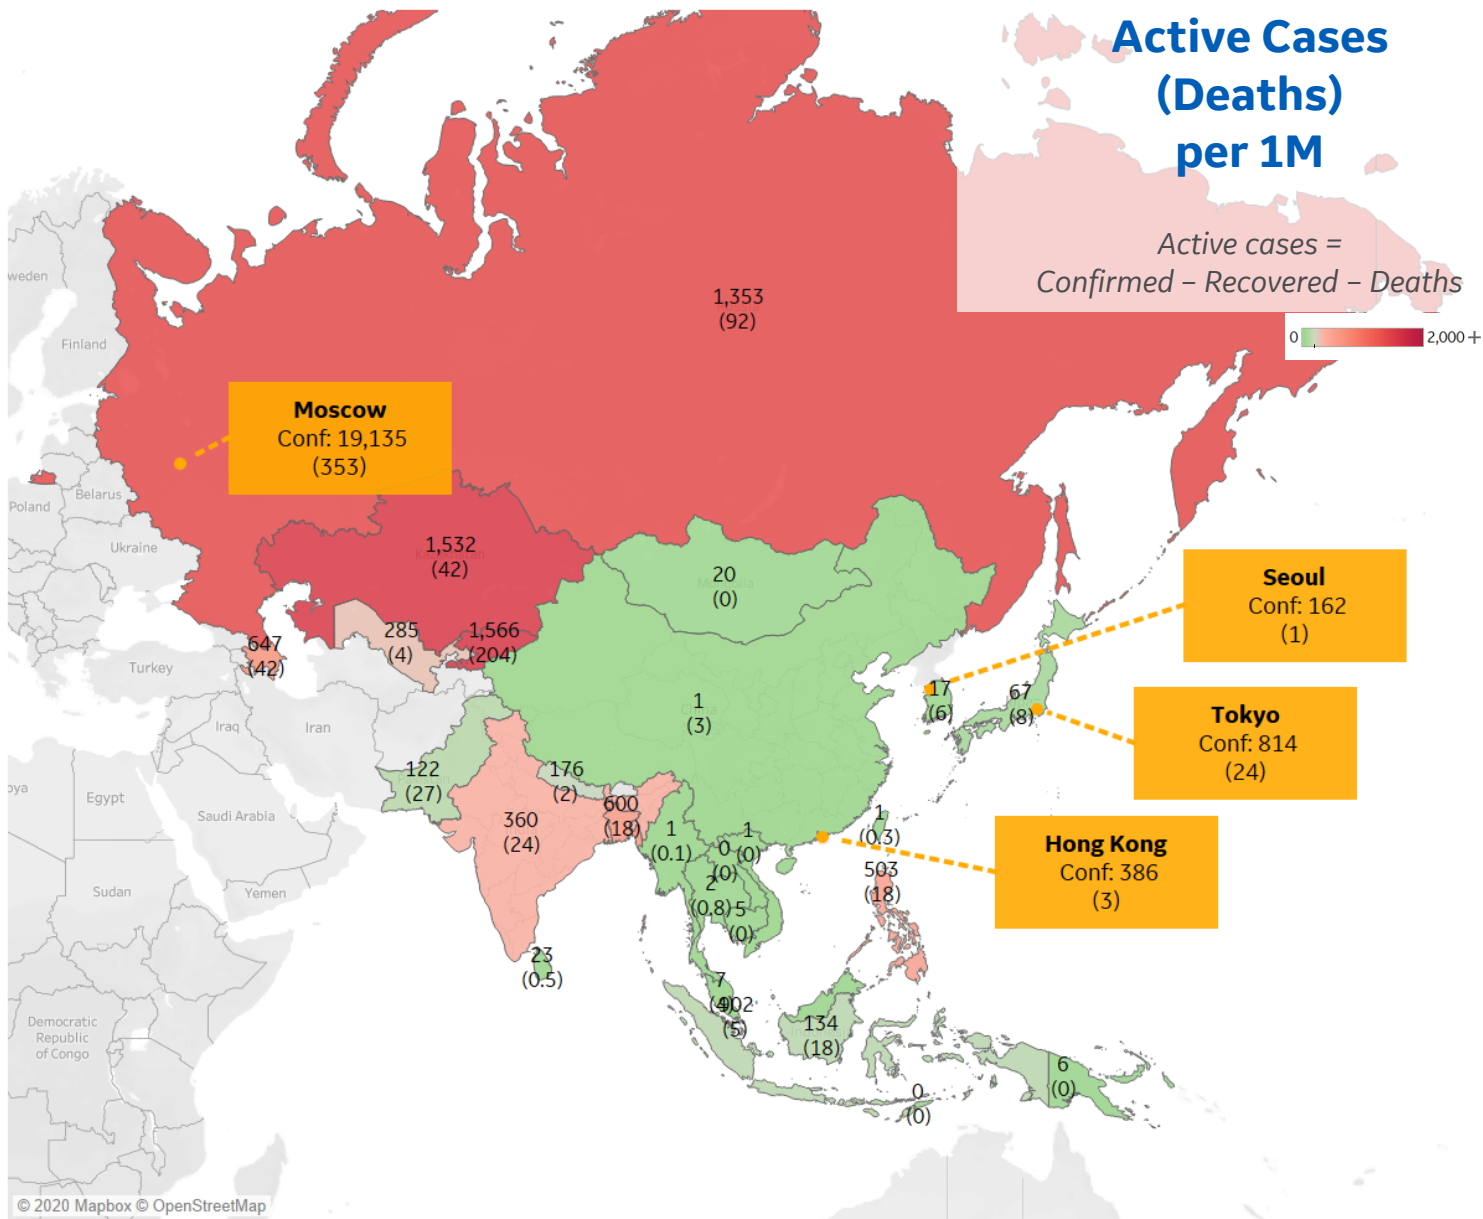 Active Cases
(Deaths)
per 1M
Active cases =
Confirmed – Recovered – Deaths
0
2,000 +
1,353
(92)
weden
Finland
Moscow
Conf: 19,135
(353)
Belarus
Poland
Ukraine
1,532
(42)
20
(0)
Seoul
Conf: 162
(1)
647
(42)
285
(4)
1,566
(204)
Turkey
17
(6)
67
(8)
1
(3)
Tokyo
Conf: 814
(24)
Iraq
Iran
122
(27)
176
(2)
oya
Egypt
Saudi Arabia
360
(24)
600
(18)
1
(0.1)
1
(0)
0
(0)
1
(0.3)
Hong Kong
Conf: 386
(3)
503
(18)
2
(0.8)
5
(0)
Sudan
Yemen
23
(0.5)
7
(5)
134
(18)
Democratic
Republic
of Congo
6
(0)
0
(0)
© 2020 Mapbox © OpenStreetMap